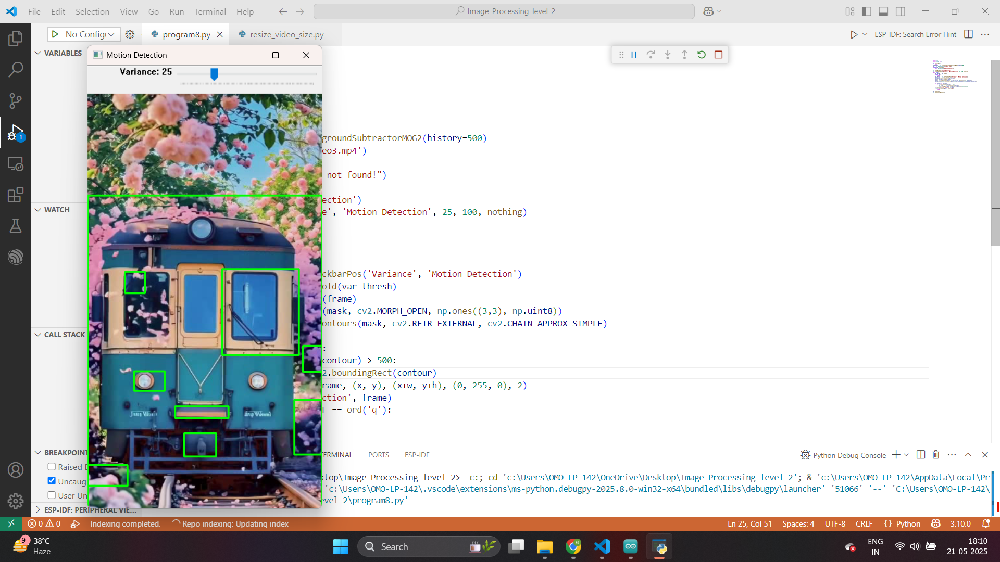 File Edit Selection View Go Run Terminal Help
Image_Processing_level_2
No Config
program8.py
resize_video_size.py
ESP-IDF: Search Error Hint
VARIABLES
Motion Detection
Variance: 25
groundSubtractorMOG2(history=500)
eo3.mp4')
not found!")
ection')
e', 'Motion Detection', 25, 100, nothing)
WATCH
ckbarPos('Variance', 'Motion Detection')
old(var_thresh)
(frame)
(mask, cv2.MORPH_OPEN, np.ones((3,3), np.uint8))
ontours(mask, cv2.RETR_EXTERNAL, cv2.CHAIN_APPROX_SIMPLE)
CALL STACK
:
contour) > 500:
2.boundingRect(contour)
rame, (x, y), (x+w, y+h), (0, 255, 0), 2)
ction', frame)
F == ord('q'):
BREAKPOINT
Raised E
Uncaug
User Un
ESP-IDF: PERIPHERAL VIE...
ERMINAL PORTS ESP-IDF
Python Debug Console
ktop\Image_Processing_level_2> c:; cd 'c:\Users\OMO-LP-142\OneDrive\Desktop\Image_Processing_level_2'; & 'c:\Users\OMO-LP-142\AppData\Local\Pr
'c:\Users\OMO-LP-142\.vscode\extensions\ms-python.debugpy-2025.8.0-win32-x64\bundled\libs\debugpy\launcher' '51066' '--' 'C:\Users\OMO-LP-142\
evel_2\program8.py'
1
0 0 Indexing completed. Repo indexing: Updating index
Ln 25, Col 51 Spaces: 4 UTF-8 CRLF {} Python 3.10.0
9+
38°C
Haze
Search
ENG
IN
18:10
21-05-2025